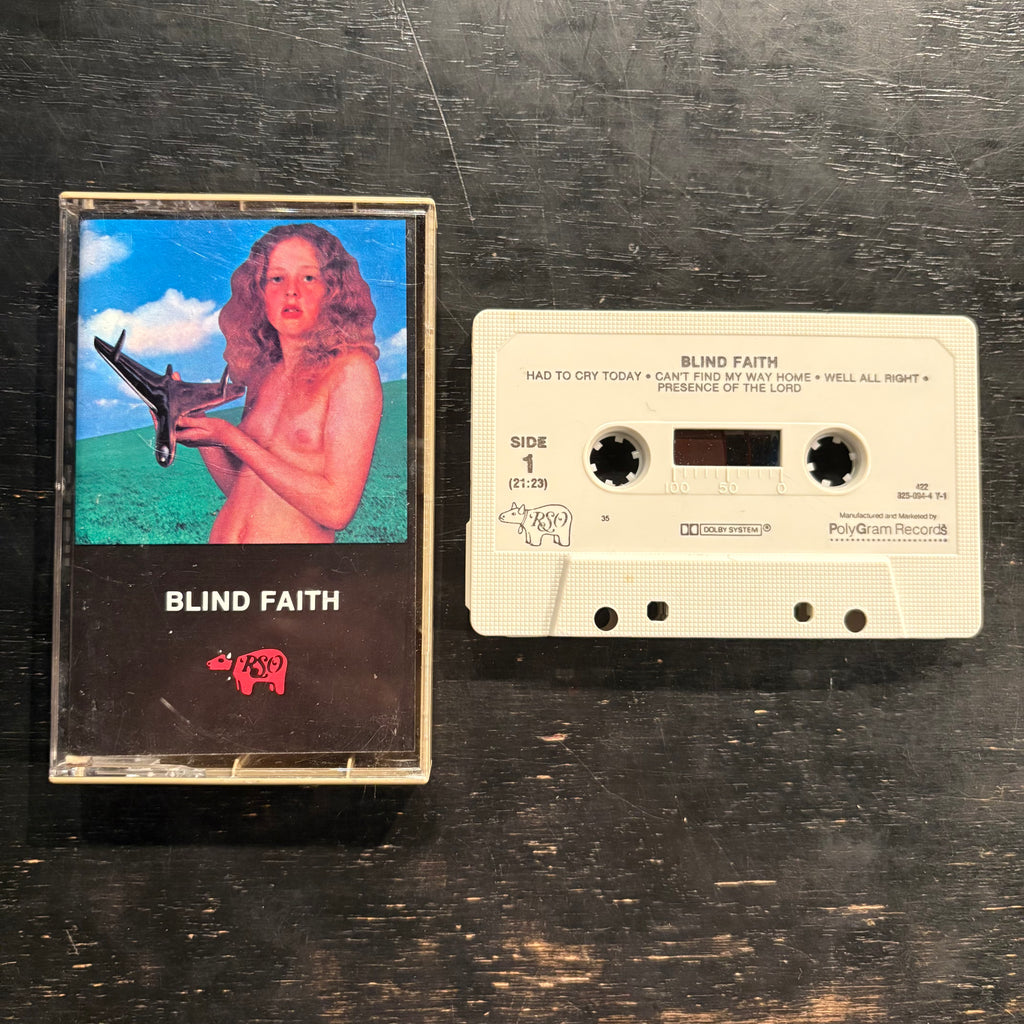 BLIND FAITH
RSO
BLIND FAITH
HAD TO CRY TODAY • CAN'T FIND MY WAY HOME • WELL ALL RIGHT •
PRESENCE OF THE LORD
SIDE
1
(21:23)
100 50 0
422
825-094-4 Y-1
RSO
35
DOLBY SYSTEM ®
Manufactured and Marketed by
PolyGram Records